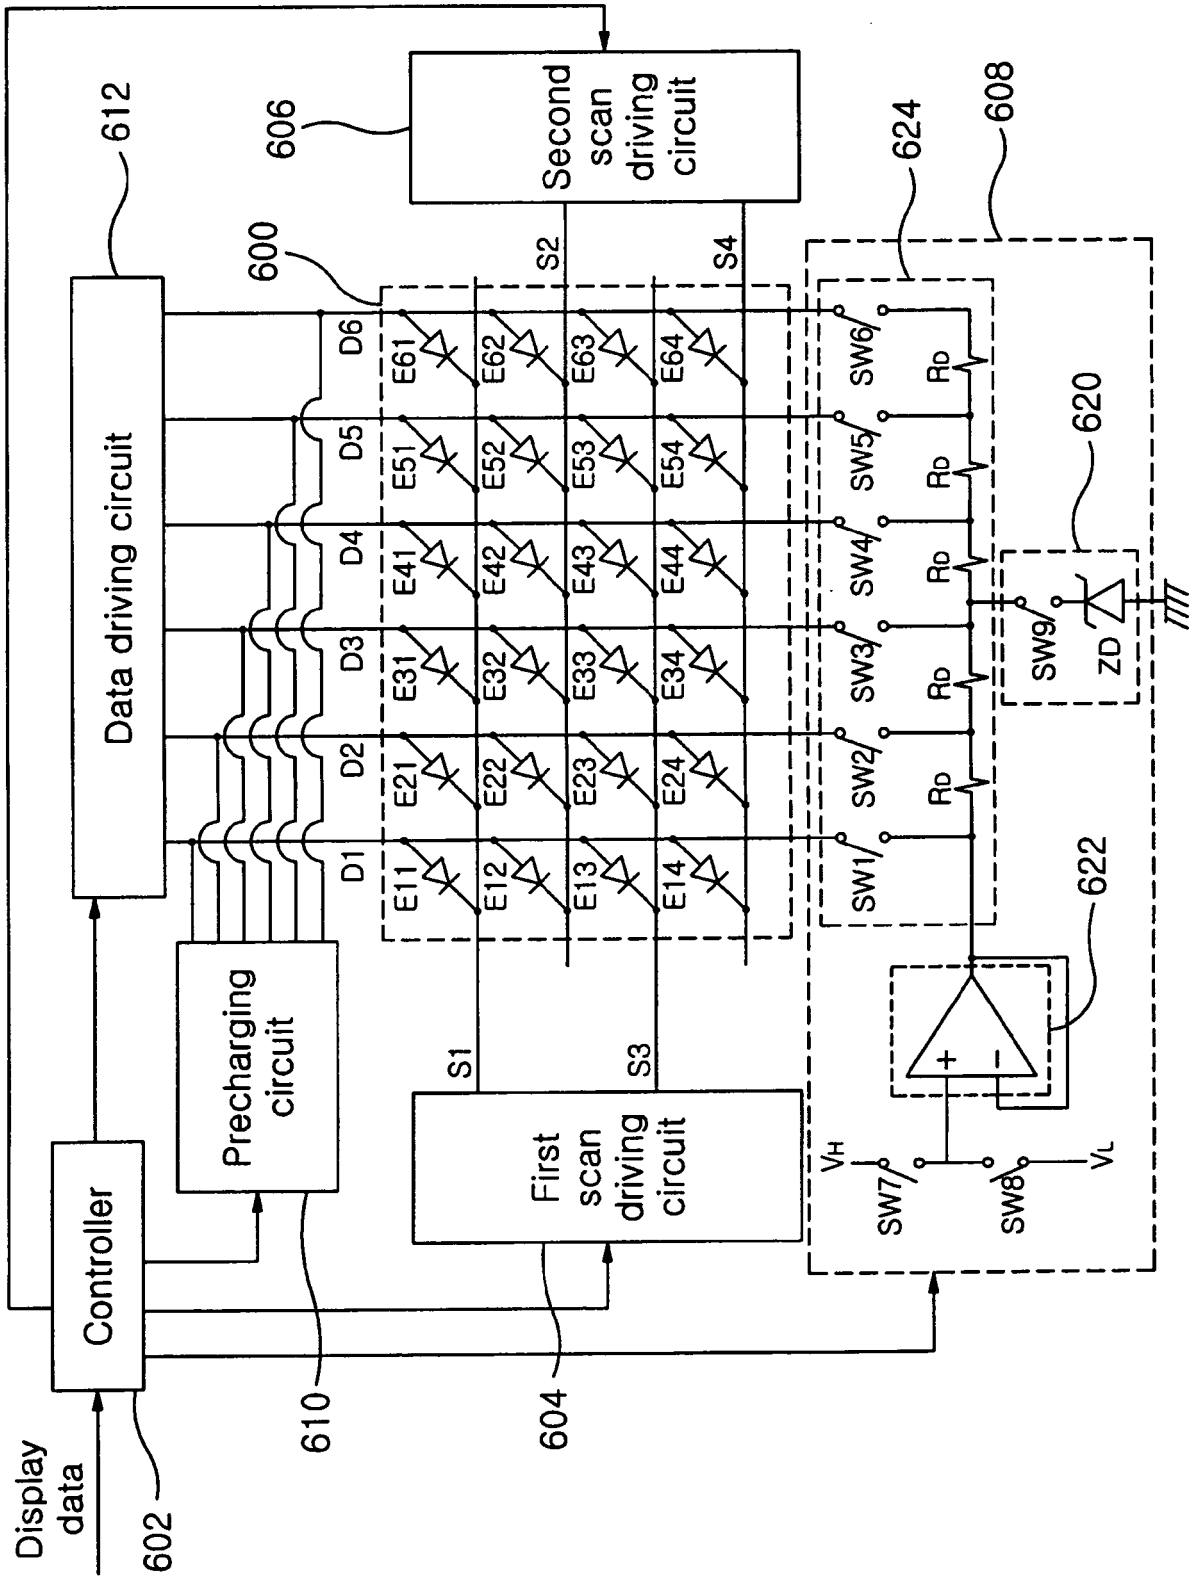 Display
data
602
Controller
612
Data driving circuit
610
Precharging
circuit
600
606
Second
scan
driving
circuit
604
First
scan
driving
circuit
S1
S3
S2
S4
D1
D2
D3
D4
D5
D6
E11
E21
E31
E41
E51
E61
E12
E22
E32
E42
E52
E62
E13
E23
E33
E43
E53
E63
E14
E24
E34
E44
E54
E64
SW1
SW2
SW3
SW4
SW5
SW6
RD
RD
RD
RD
RD
624
608
VH
SW7
SW8
VL
+
−
622
SW9
ZD
620